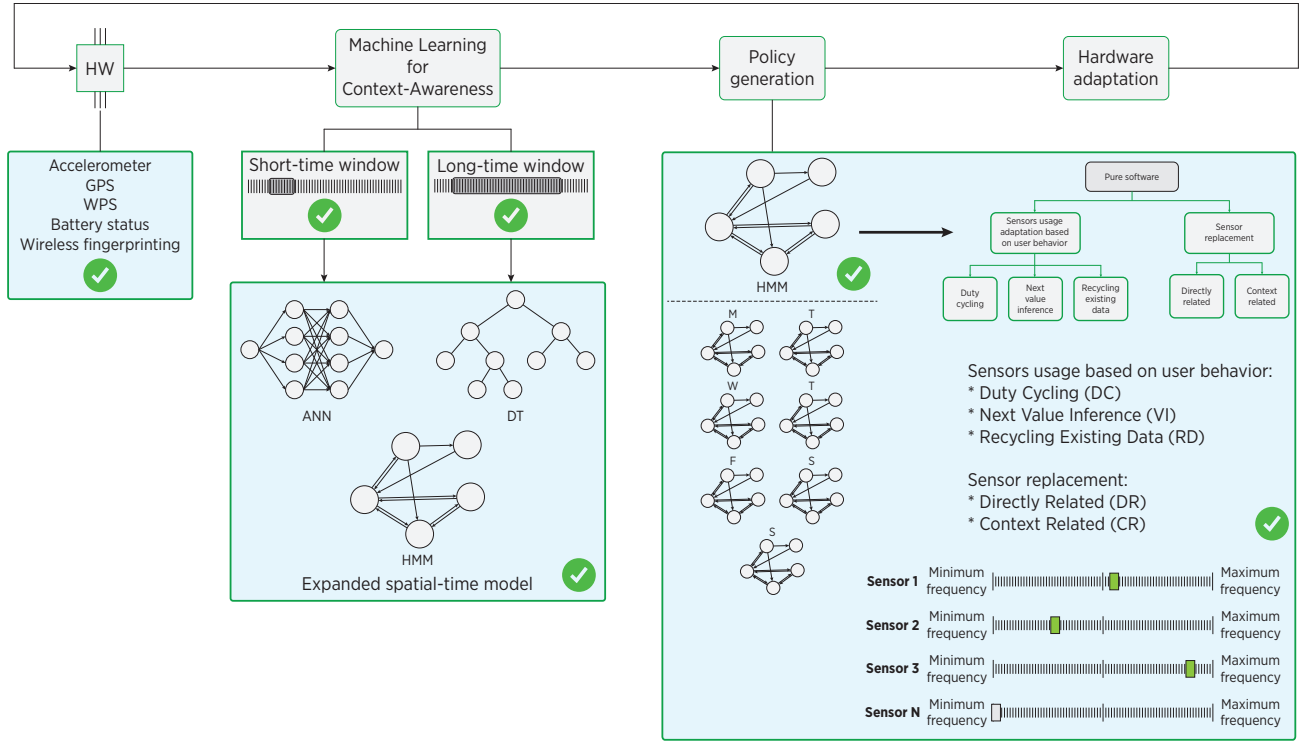 HW
Machine Learning
for
Context-Awareness
Policy
generation
Hardware
adaptation
Accelerometer
GPS
WPS
Battery status
Wireless fingerprinting
Short-time window
Long-time window
ANN
DT
HMM
Expanded spatial-time model
HMM
M
T
W
T
F
S
S
Pure software
Sensors usage
adaptation based
on user behavior
Sensor
replacement
Duty
cycling
Next
value
inference
Recycling
existing
data
Directly
related
Context
related
Sensors usage based on user behavior:
* Duty Cycling (DC)
* Next Value Inference (VI)
* Recycling Existing Data (RD)
Sensor replacement:
* Directly Related (DR)
* Context Related (CR)
Sensor 1
Minimum
frequency
Maximum
frequency
Sensor 2
Minimum
frequency
Maximum
frequency
Sensor 3
Minimum
frequency
Maximum
frequency
Sensor N
Minimum
frequency
Maximum
frequency